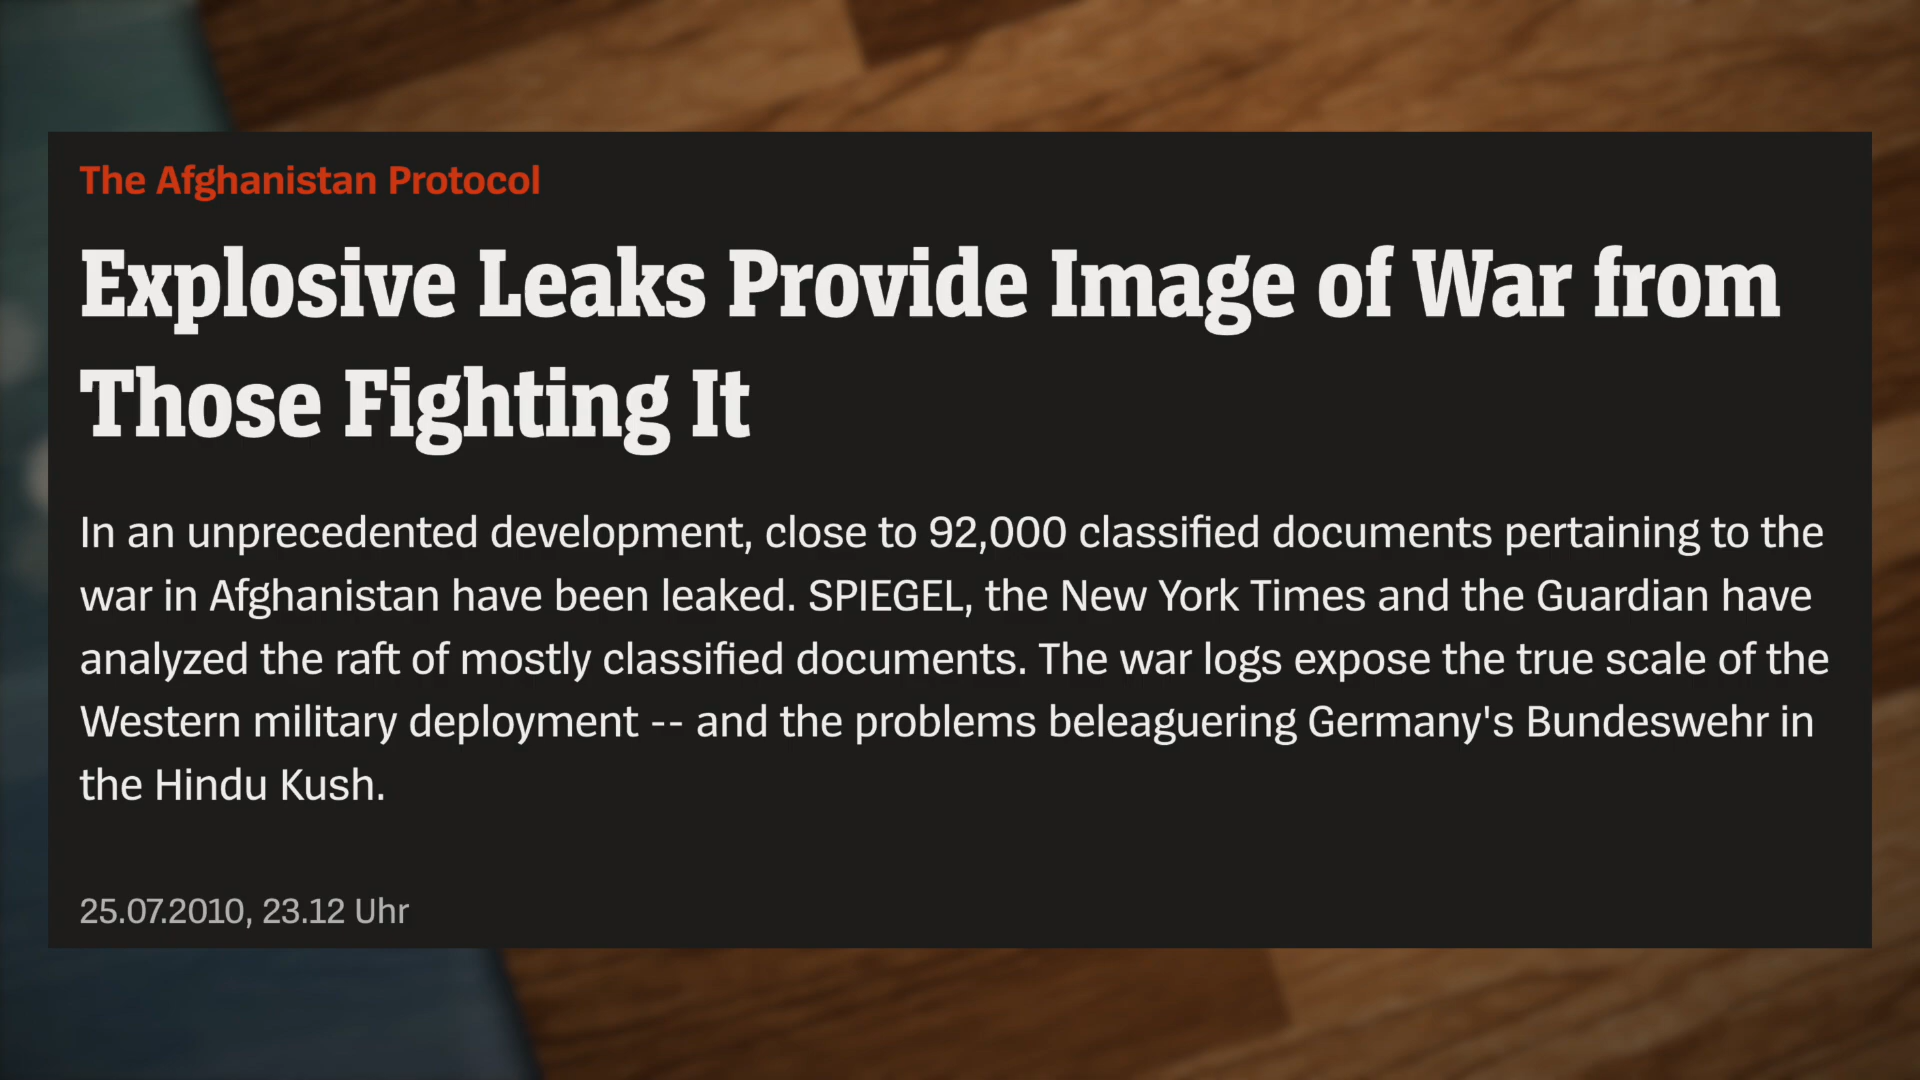 The Afghanistan Protocol
Explosive Leaks Provide Image of War from
Those Fighting It
In an unprecedented development, close to 92,000 classified documents pertaining to the
war in Afghanistan have been leaked. SPIEGEL, the New York Times and the Guardian have
analyzed the raft of mostly classified documents. The war logs expose the true scale of the
Western military deployment -- and the problems beleaguering Germany's Bundeswehr in
the Hindu Kush.
25.07.2010, 23.12 Uhr